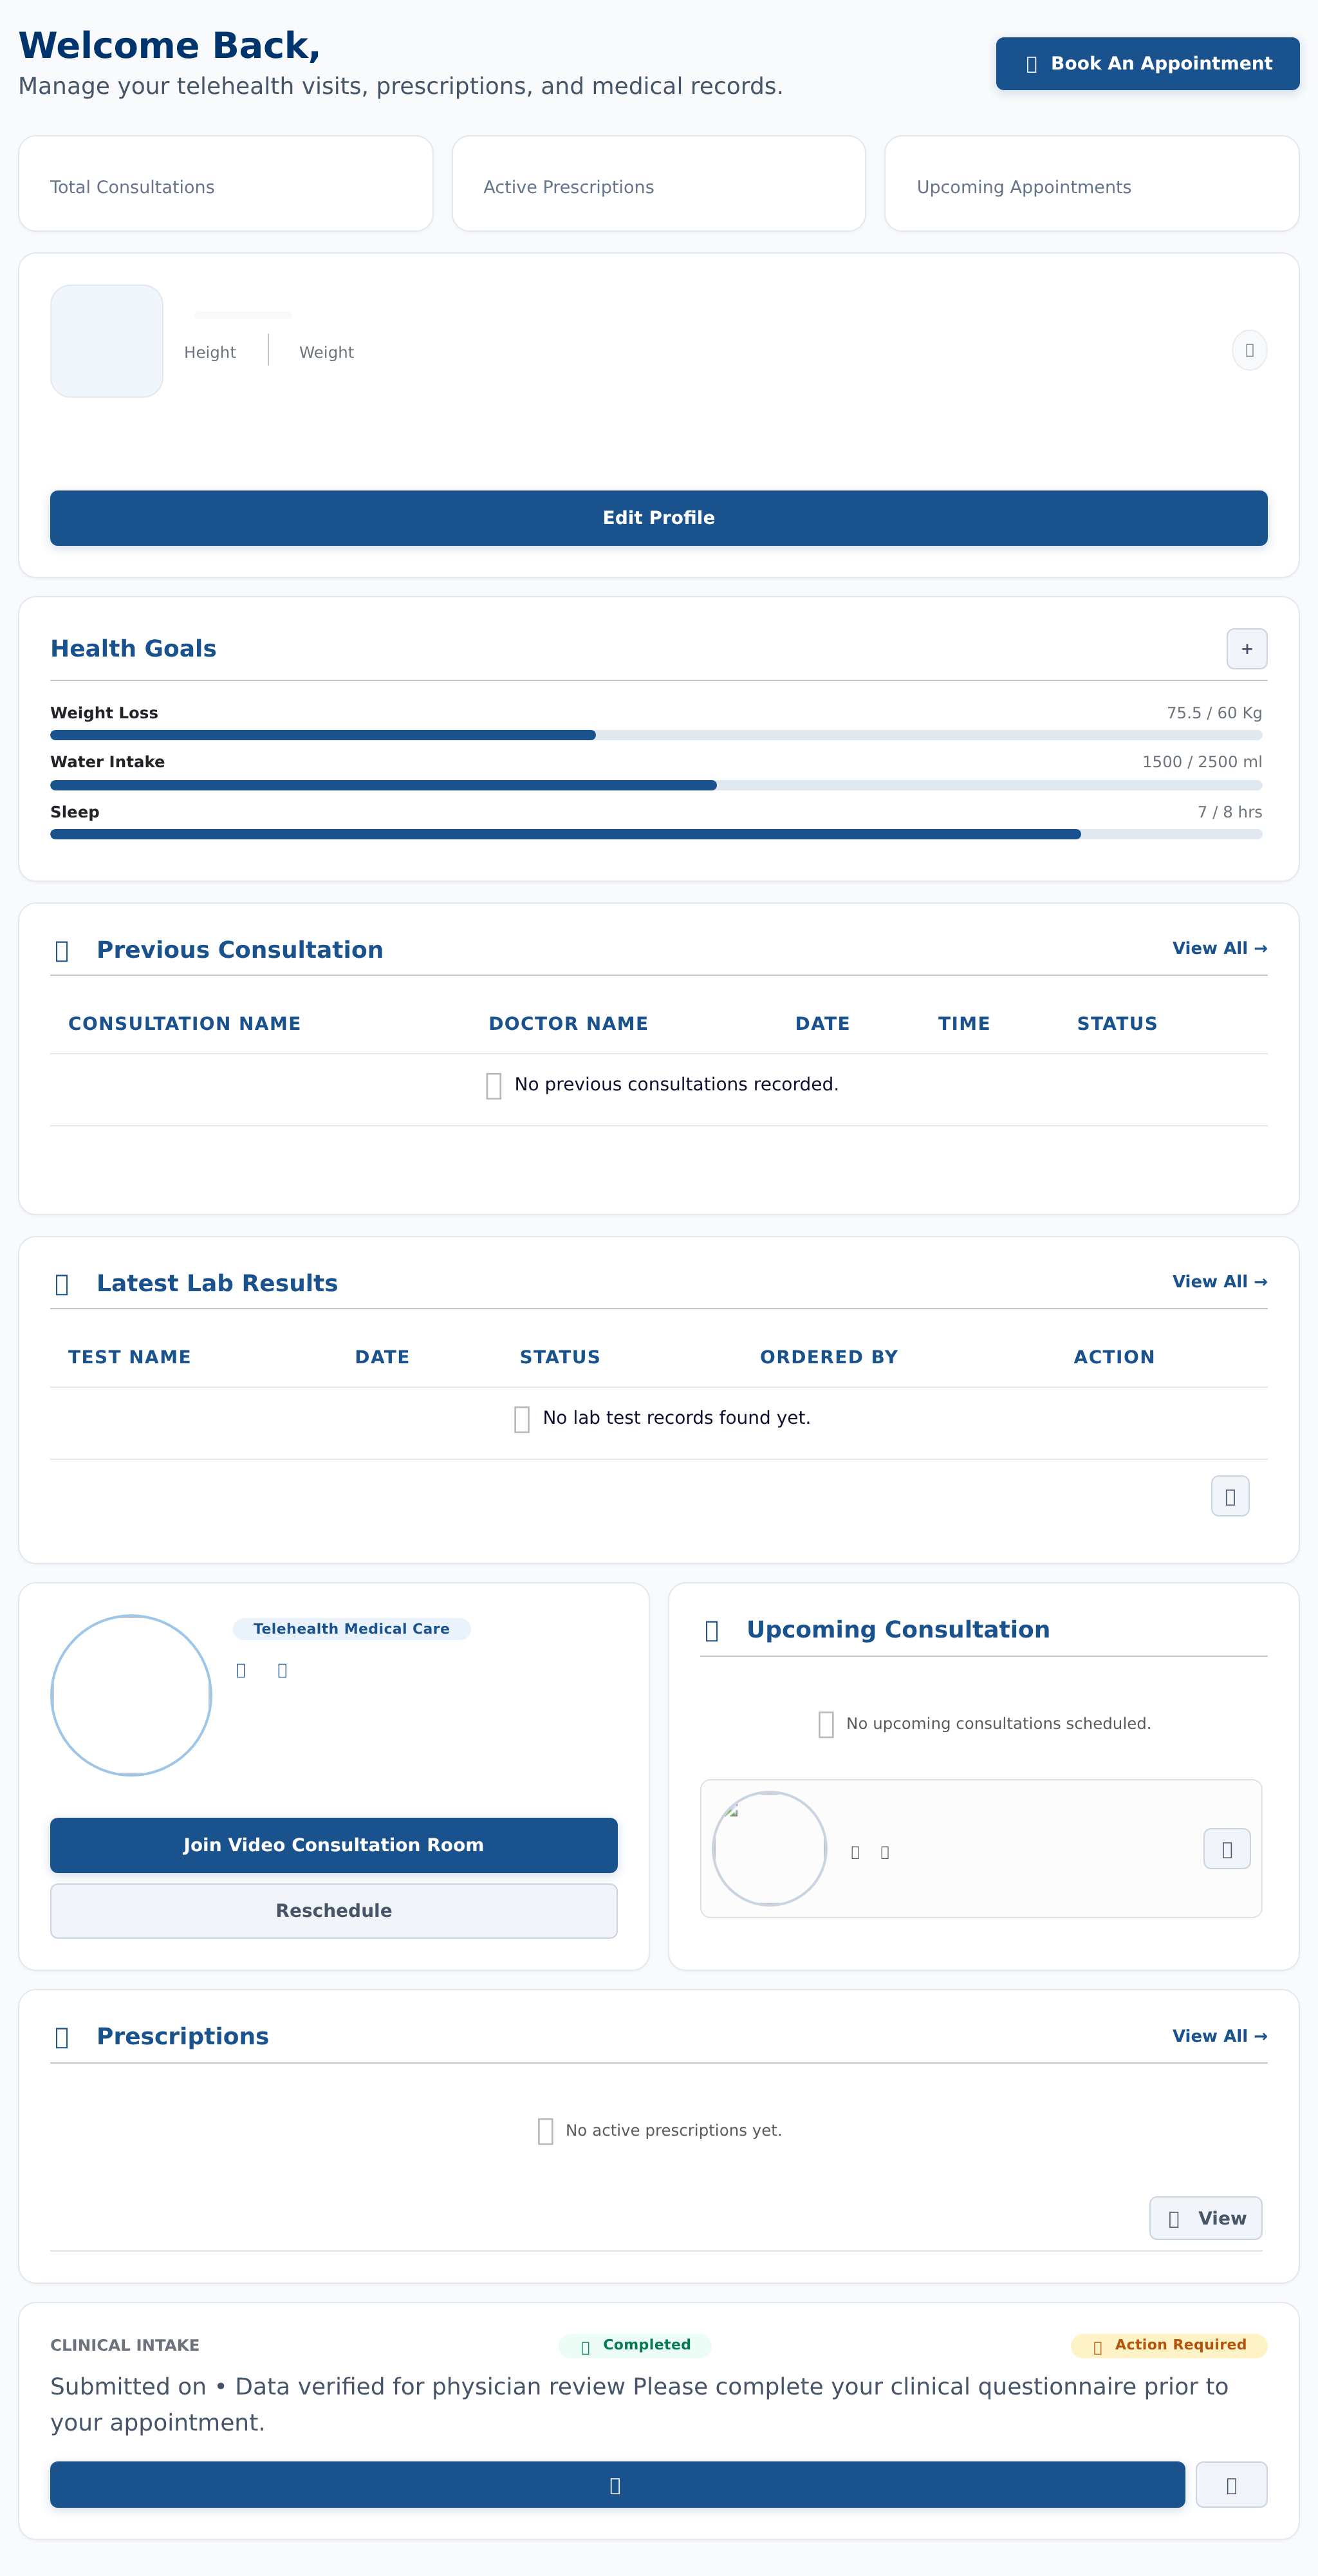 Welcome Back,
Manage your telehealth visits, prescriptions, and medical records.
Book An Appointment
Total Consultations
Active Prescriptions
Upcoming Appointments
Height
Weight
Edit Profile
Health Goals
+
Weight Loss
75.5 / 60 Kg
Water Intake
1500 / 2500 ml
Sleep
7 / 8 hrs
Previous Consultation
View All →
CONSULTATION NAME
DOCTOR NAME
DATE
TIME
STATUS
No previous consultations recorded.
Latest Lab Results
View All →
TEST NAME
DATE
STATUS
ORDERED BY
ACTION
No lab test records found yet.
Telehealth Medical Care
Join Video Consultation Room
Reschedule
Upcoming Consultation
No upcoming consultations scheduled.
Prescriptions
View All →
No active prescriptions yet.
View
CLINICAL INTAKE
Completed
Action Required
Submitted on • Data verified for physician review Please complete your clinical questionnaire prior to
your appointment.